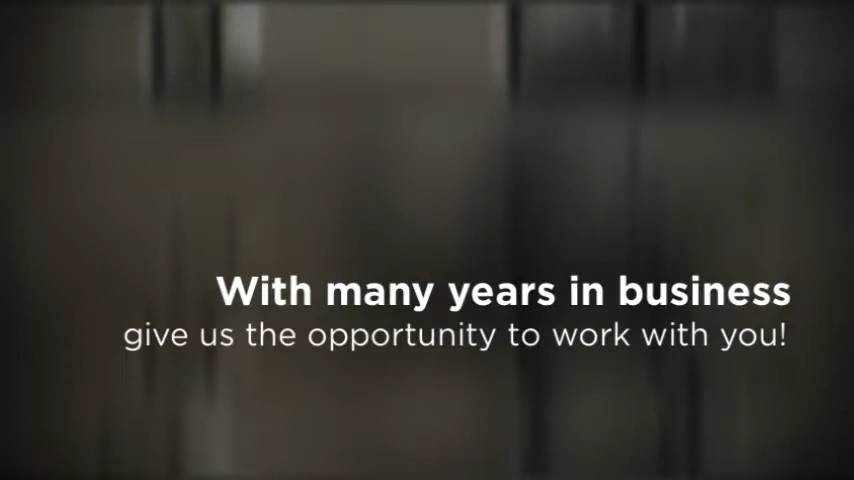 With many years in business
give us the opportunity to work with you!